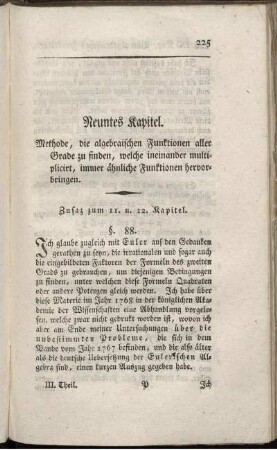 225
Neuntes Kapitel.
Methode, die algebraischen Funktionen aller
Grade zu finden, welche ineinander multi-
plicirt, immer ähnliche Funktionen hervor-
bringen.
Zusaz zum 11. u. 12. Kapitel.
§. 88.
Ich glaube zugleich mit Euler auf den Gedanken
gerathen zu seyn, die irrationalen und sogar auch
die eingebildeten Faktoren der Formeln des zweiten
Grads zu gebrauchen, um diejenigen Bedingungen
zu finden, unter welchen diese Formeln Quadraten
oder andere Potenzen gleich werden. Ich habe über
diese Materie im Jahr 1768 in der königlichen Akade-
mie der Wissenschaften eine Abhandlung vorgele-
sen, welche zwar nicht gedruckt worden ist, wovon ich
aber am Ende meiner Untersuchungen über die
unbestimmten Probleme, die sich in dem
Bande vom Jahr 1767 befinden, und die also älter
als die deutsche Uebersetzung der Eulerschen Al-
gebra sind, einen kurzen Auszug gegeben habe.
III. Theil. P Ich